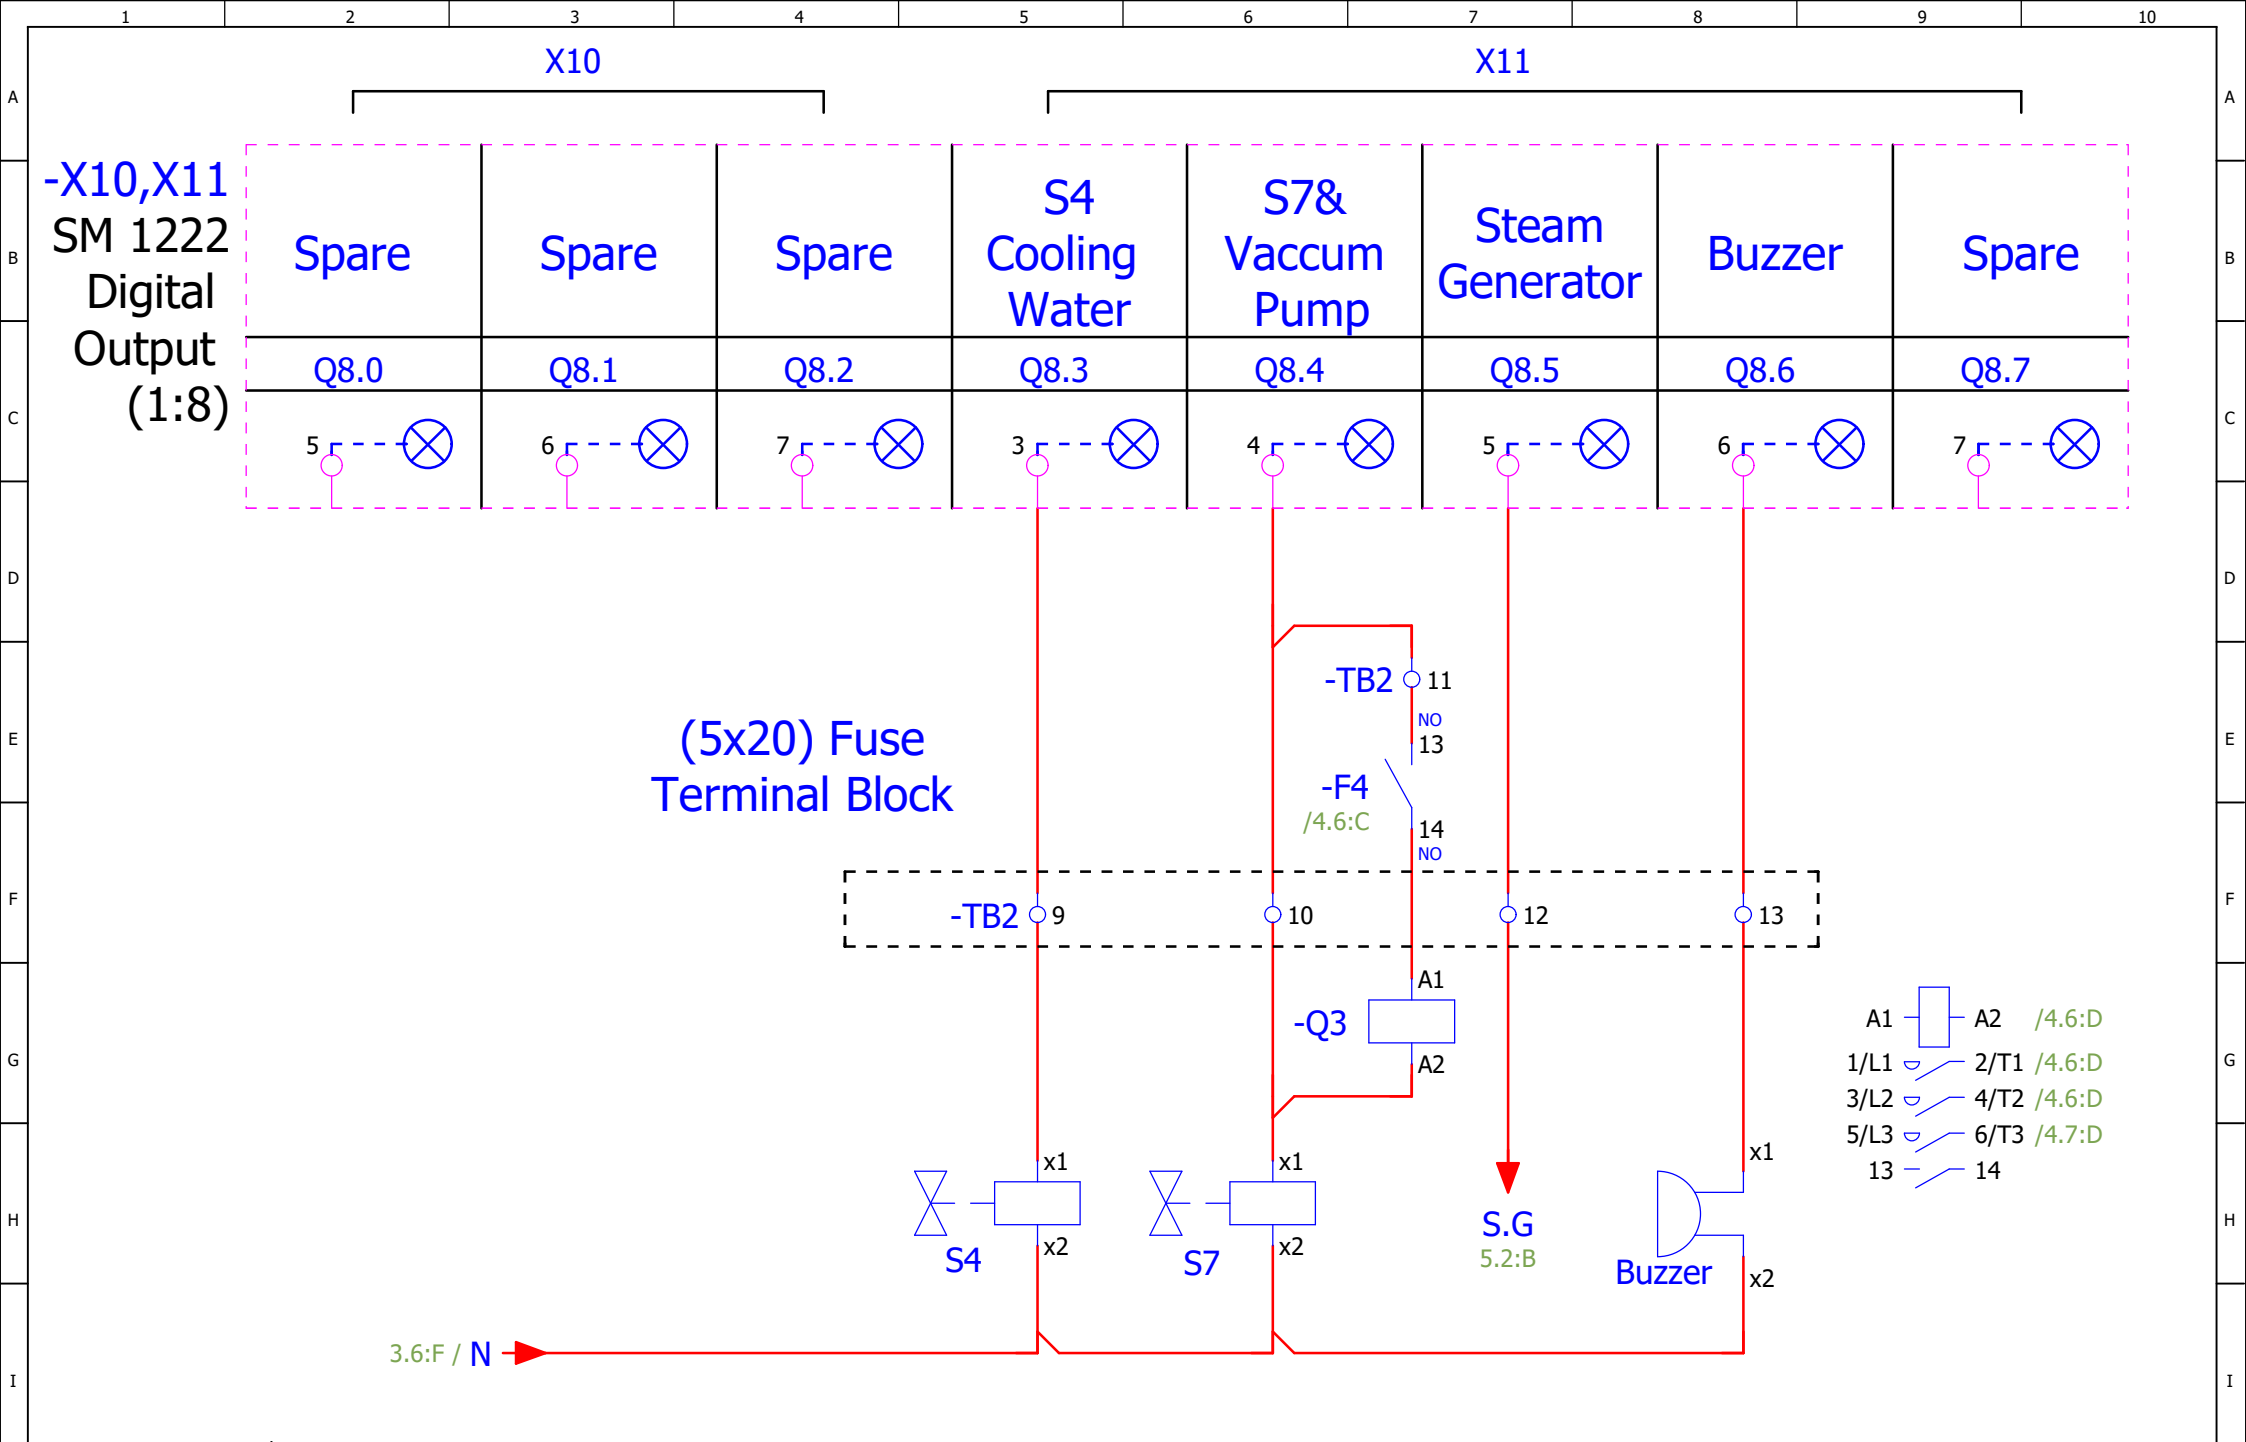 1 2 3 4 5 6 7 8 9 10
X10 X11
A A
-X10,X11
SM 1222
Digital
Output
(1:8)
Spare
Spare
Spare
S4
Cooling
Water
S7&
Vaccum
Pump
Steam
Generator
Buzzer
Spare
B B
Q8.0 Q8.1 Q8.2 Q8.3 Q8.4 Q8.5 Q8.6 Q8.7
C C
5 6 7 3 4 5 6 7
D D
-TB2 11
NO
13
E E
(5x20) Fuse
Terminal Block
-F4
/4.6:C
14
NO
F F
-TB2 9 10 12 13
A1
-Q3
A2
A1 A2 /4.6:D
1/L1 2/T1 /4.6:D
3/L2 4/T2 /4.6:D
5/L3 6/T3 /4.7:D
13 14
G G
x1 x1 x1
H H
S4
x2
S7
x2
S.G
5.2:B
Buzzer
x2
3.6:F / N
I I